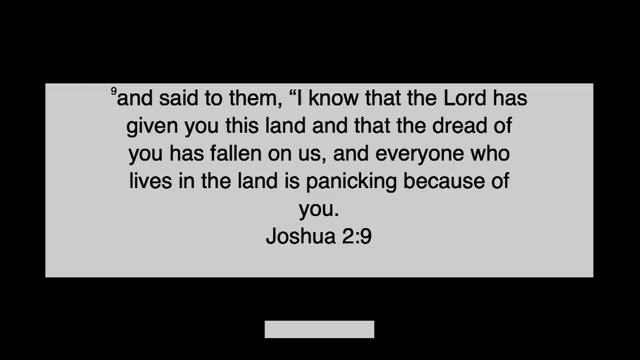 9and said to them, “I know that the Lord has
given you this land and that the dread of
you has fallen on us, and everyone who
lives in the land is panicking because of
you.
Joshua 2:9